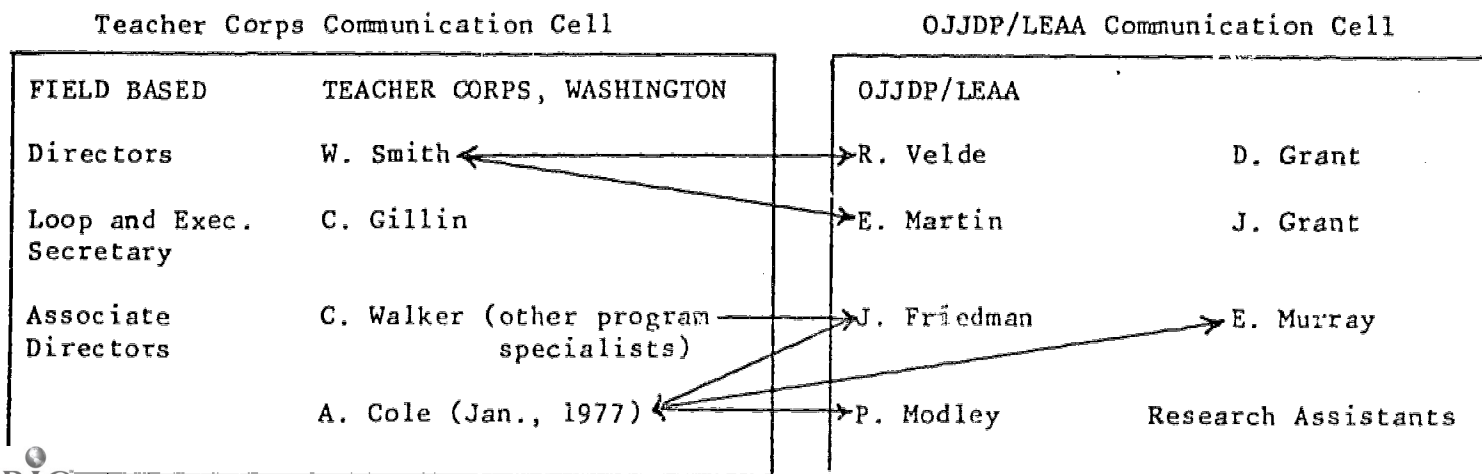 Teacher Corps Communication Cell OJJDP/LEAA Communication Cell
FIELD BASED TEACHER CORPS, WASHINGTON OJJDP/LEAA
Directors W. Smith R. Velde D. Grant
Loop and Exec. C. Gillin E. Martin J. Grant
Secretary
Associate C. Walker (other program J. Friedman E. Murray
Directors specialists)
A. Cole (Jan., 1977) P. Modley Research Assistants